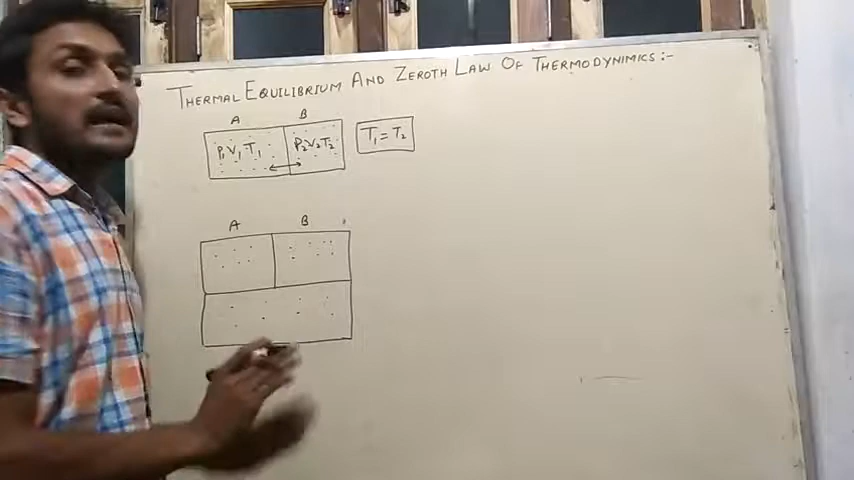 THERMAL EQUILIBRIUM AND ZEROTH LAW OF THERMODYNIMICS :-
A B
P₁V₁T₁ P₂V₂T₂ T₁ = T₂
A B